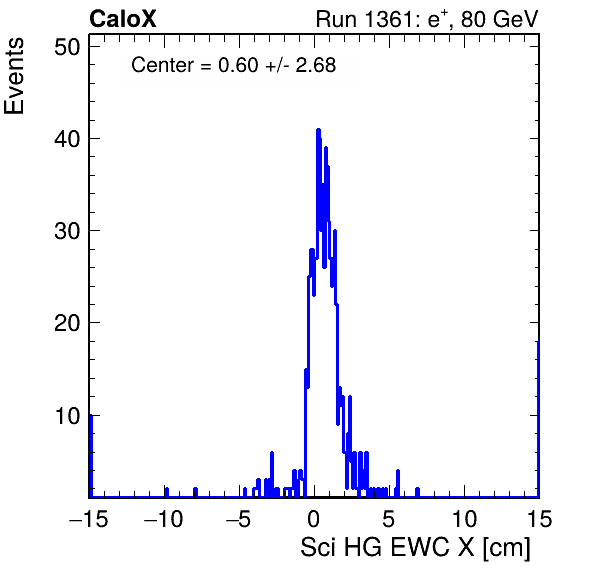 CaloX
Run 1361: e+, 80 GeV
Events
Center = 0.60 +/- 2.68
50
40
30
20
10
−15
−10
−5
0
5
10
15
Sci HG EWC X [cm]